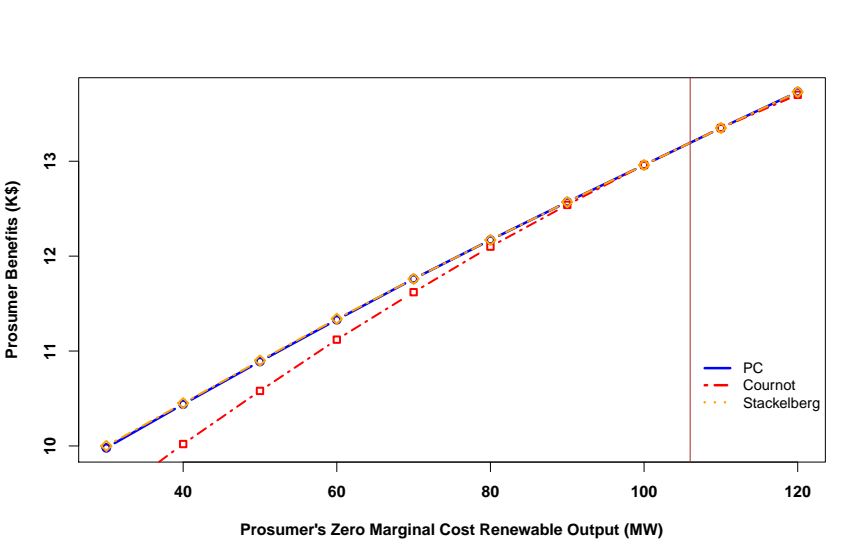 Prosumer Benefits (K$)
13
12
11
10
PC
Cournot
Stackelberg
40 60 80 100 120
Prosumer's Zero Marginal Cost Renewable Output (MW)